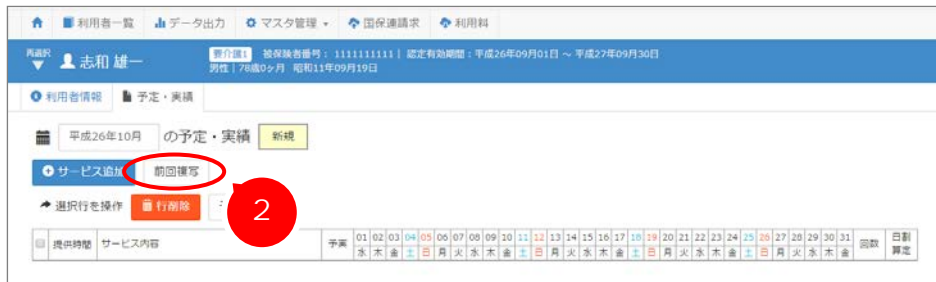 利用者一覧 データ出力 マスタ管理 国保連請求 利用料
再選択 志和 雄一 要介護1 被保険者番号：1111111111| 認定有効期間：平成26年09月01日 ～ 平成27年09月30日
男性｜78歳0ヶ月 昭和11年09月19日
利用者情報 予定・実績
平成26年10月 の予定・実績 新規
サービス追加 前回複写
選択行を操作 行削除
2
提供時間 サービス内容 予実 01 02 03 04 05 06 07 08 09 10 11 12 13 14 15 16 17 18 19 20 21 22 23 24 25 26 27 28 29 30 31 回数 日割
水 木 金 土 日 月 火 水 木 金 土 日 月 火 水 木 金 土 日 月 火 水 木 金 土 日 月 火 水 木 金 算定